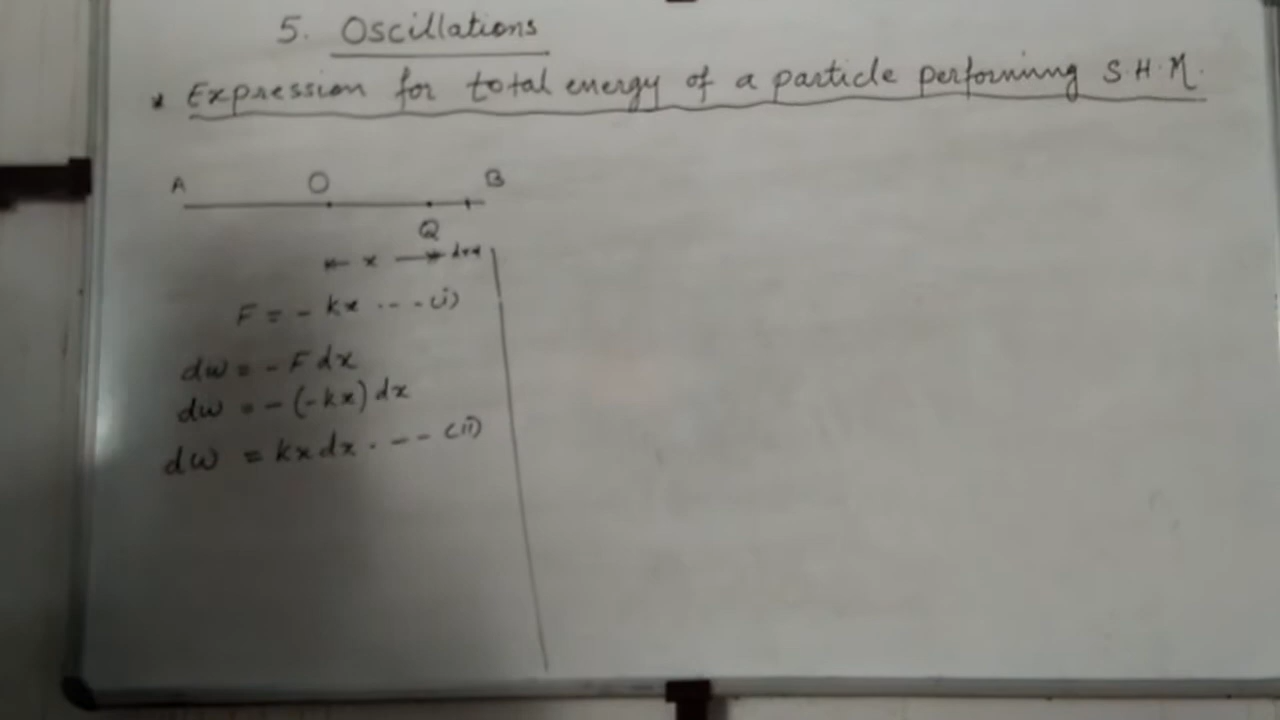 5. Oscillations
* Expression for total energy of a particle performing S.H.M.
A O B
Q
x dx
F = - kx --- (i)
dw = - F dx
dw = - (-kx) dx
dw = kx dx . --- (ii)